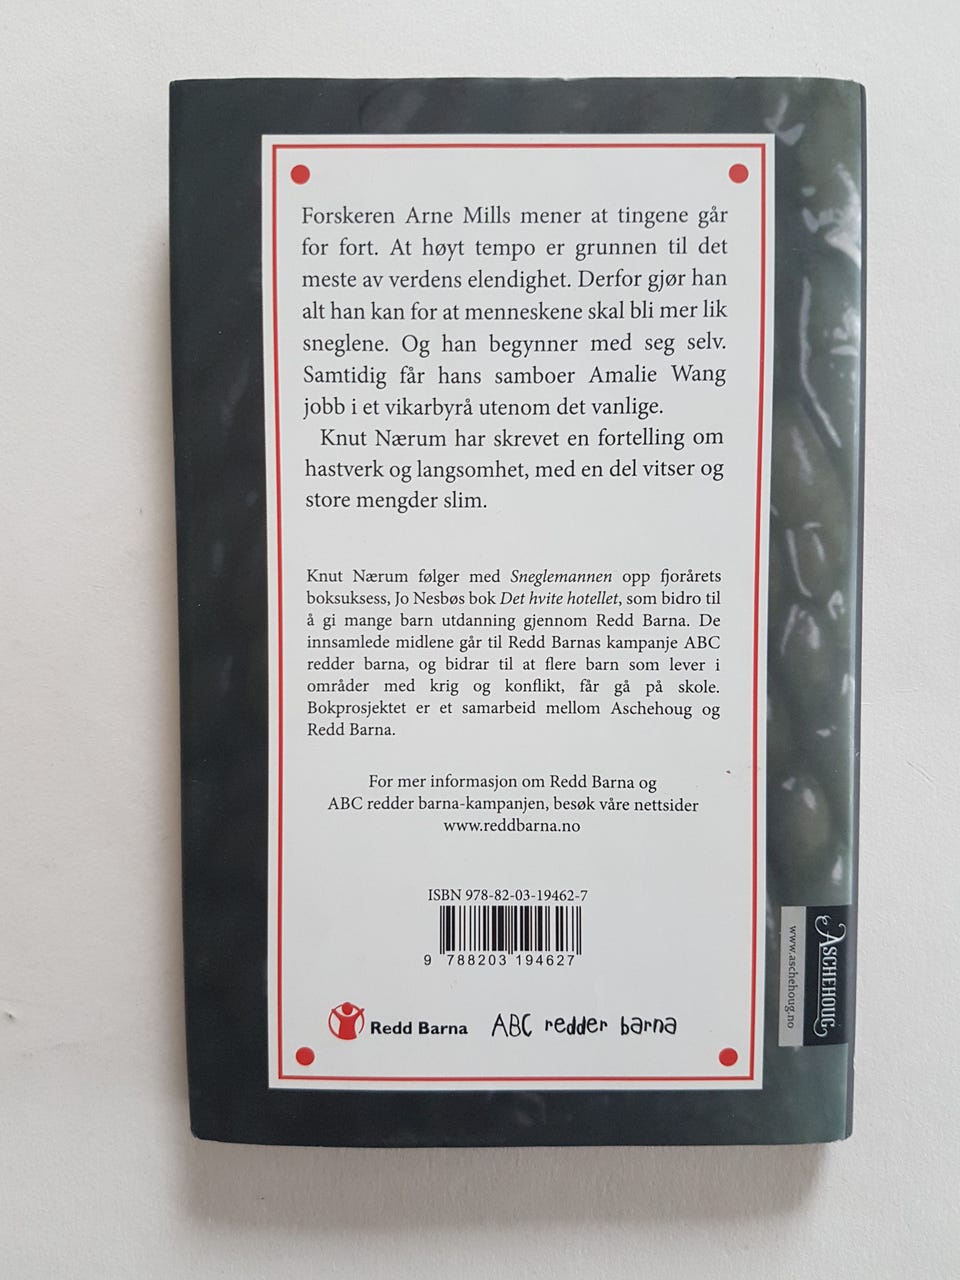 Forskeren Arne Mills mener at tingene går
for fort. At høyt tempo er grunnen til det
meste av verdens elendighet. Derfor gjør han
alt han kan for at menneskene skal bli mer lik
sneglene. Og han begynner med seg selv.
Samtidig får hans samboer Amalie Wang
jobb i et vikarbyrå utenom det vanlige.
Knut Nærum har skrevet en fortelling om
hastverk og langsomhet, med en del vitser og
store mengder slim.
Knut Nærum følger med Sneglemannen opp fjorårets
boksuksess, Jo Nesbøs bok Det hvite hotellet, som bidro til
å gi mange barn utdanning gjennom Redd Barna. De
innsamlede midlene går til Redd Barnas kampanje ABC
redder barna, og bidrar til at flere barn som lever i
områder med krig og konflikt, får gå på skole.
Bokprosjektet er et samarbeid mellom Aschehoug og
Redd Barna.
For mer informasjon om Redd Barna og
ABC redder barna-kampanjen, besøk våre nettsider
www.reddbarna.no
ISBN 978-82-03-19462-7
9 788203 194627
Redd Barna
ABC redder barna
ASCHEHOUG
www.aschehoug.no